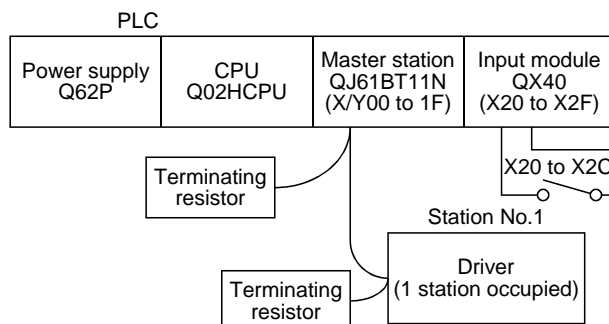 PLC
Power supply
Q62P
CPU
Q02HCPU
Master station
QJ61BT11N
(X/Y00 to 1F)
Input module
QX40
(X20 to X2F)
X20 to X2C
Terminating
resistor
Station No.1
Driver
(1 station occupied)
Terminating
resistor